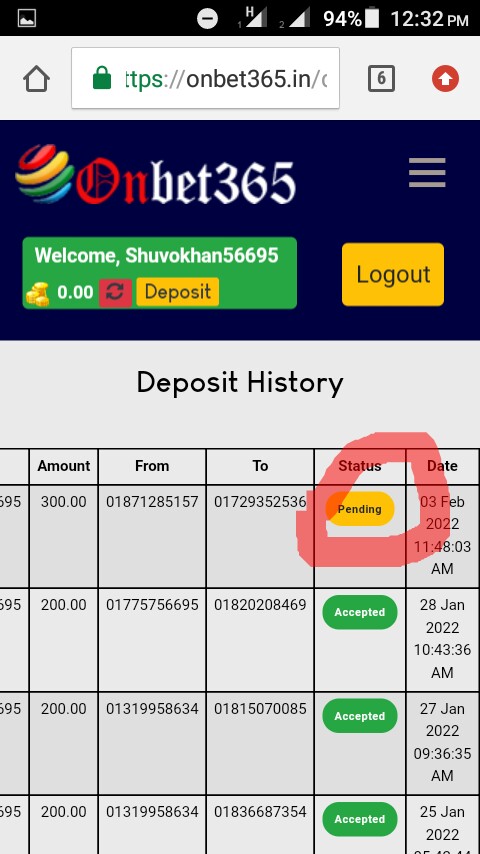 H
1
2
94%
12:32 PM
ttps://onbet365.in/
6
Onbet365
Welcome, Shuvokhan56695
0.00
Deposit
Logout
Deposit History
Amount From To Status Date
695 300.00 01871285157 01729352536 Pending 03 Feb
2022
11:48:03
AM
695 200.00 01775756695 01820208469 Accepted 28 Jan
2022
10:43:36
AM
695 200.00 01319958634 01815070085 Accepted 27 Jan
2022
09:36:35
AM
695 200.00 01319958634 01836687354 Accepted 25 Jan
2022